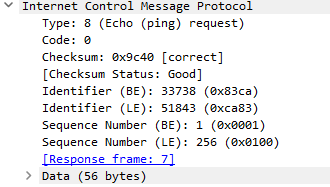 Internet Control Message Protocol
Type: 8 (Echo (ping) request)
Code: 0
Checksum: 0x9c40 [correct]
[Checksum Status: Good]
Identifier (BE): 33738 (0x83ca)
Identifier (LE): 51843 (0xca83)
Sequence Number (BE): 1 (0x0001)
Sequence Number (LE): 256 (0x0100)
[Response frame: 7]
Data (56 bytes)